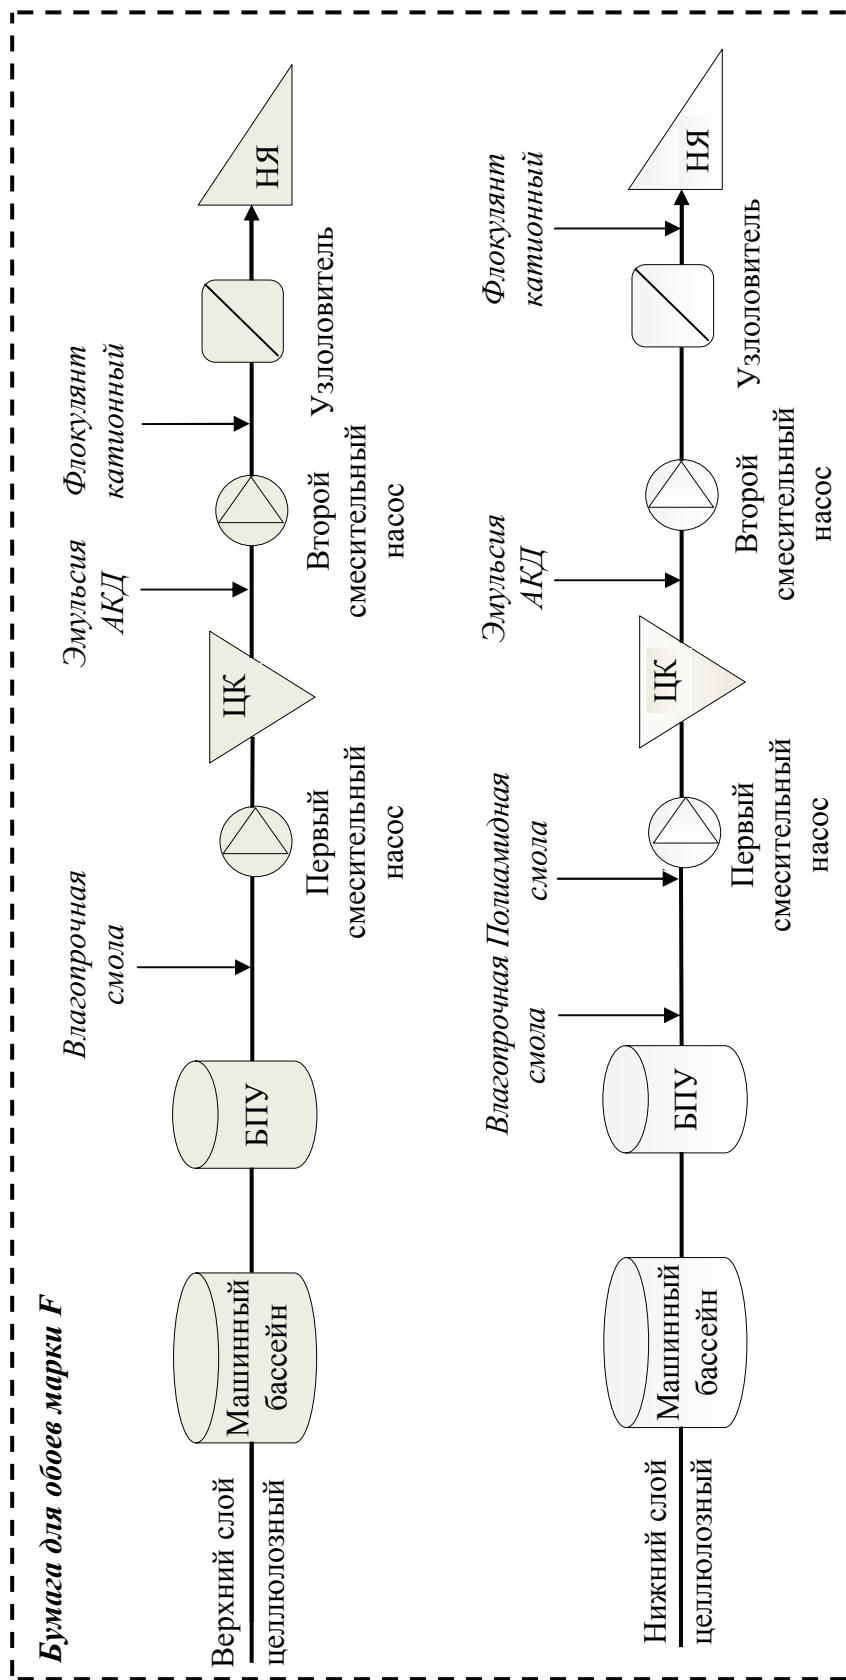 Бумага для обоев марки F
Верхний слой
целлюлозный
Машинный
бассейн
БПУ
Влагопрочная
смола
Первый
смесительный
насос
ЦК
Эмульсия
АКД
Второй
смесительный
насос
Флокулянт
катионный
Узлоловитель
НЯ
Нижний слой
целлюлозный
Машинный
бассейн
БПУ
Влагопрочная
смола
Полиамидная
смола
Первый
смесительный
насос
ЦК
Эмульсия
АКД
Второй
смесительный
насос
Узлоловитель
Флокулянт
катионный
НЯ